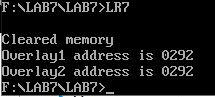 F:\LAB7\LAB7>LR7
Cleared memory
Overlay1 address is 0292
Overlay2 address is 0292
F:\LAB7\LAB7>_